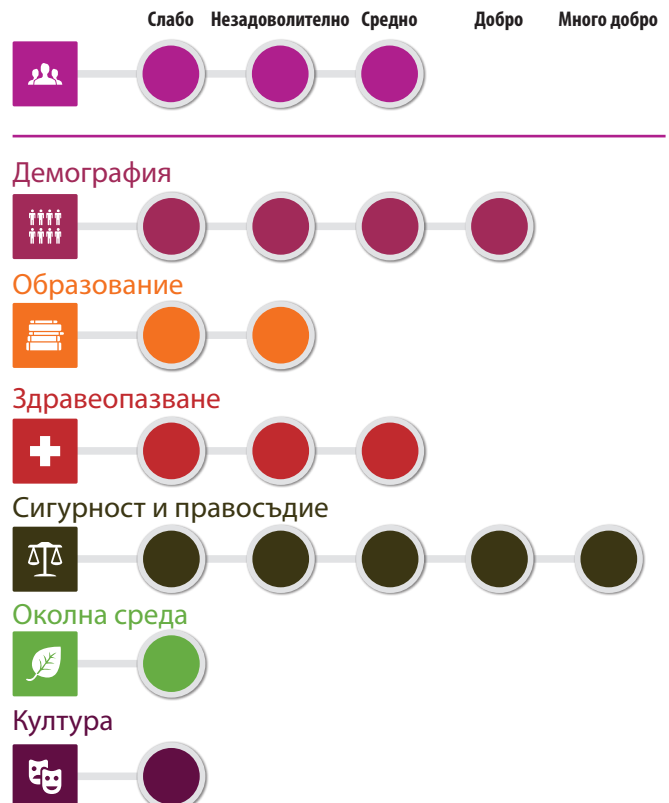 Слабо Незадоволително Средно Добро Много добро
Демография
Образование
Здравеопазване
Сигурност и правосъдие
Околна среда
Култура